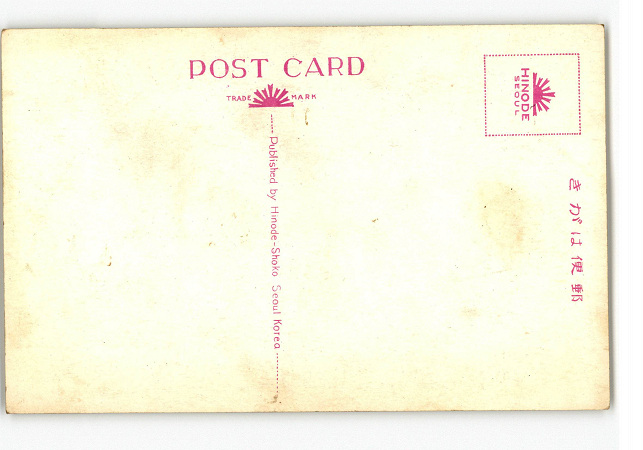 POST CARD
TRADE MARK
Published by Hinode-Shoko Seoul Korea
HINODE
SEOUL
郵便はがき